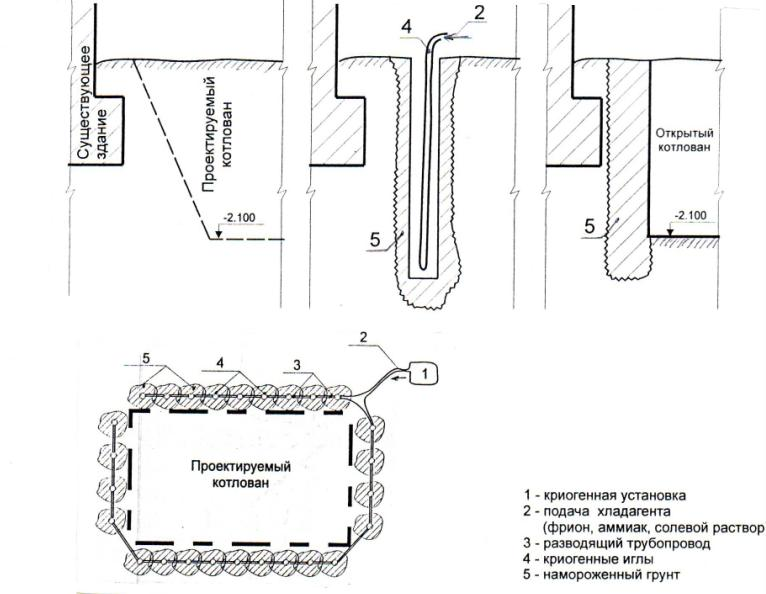 Существующее
здание
Проектируемый
котлован
-2.100
4
2
5
Открытый
котлован
-2.100
5
5
4
3
2
1
Проектируемый
котлован
1 - криогенная установка
2 - подача хладагента
(фрион, аммиак, солевой раствор
3 - разводящий трубопровод
4 - криогенные иглы
5 - намороженный грунт